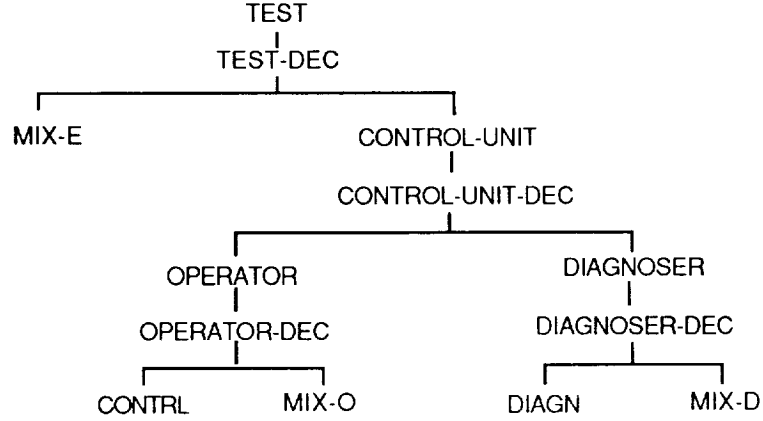 TEST
TEST-DEC
MIX-E
CONTROL-UNIT
CONTROL-UNIT-DEC
OPERATOR
DIAGNOSER
OPERATOR-DEC
DIAGNOSER-DEC
CONTRL
MIX-O
DIAGN
MIX-D